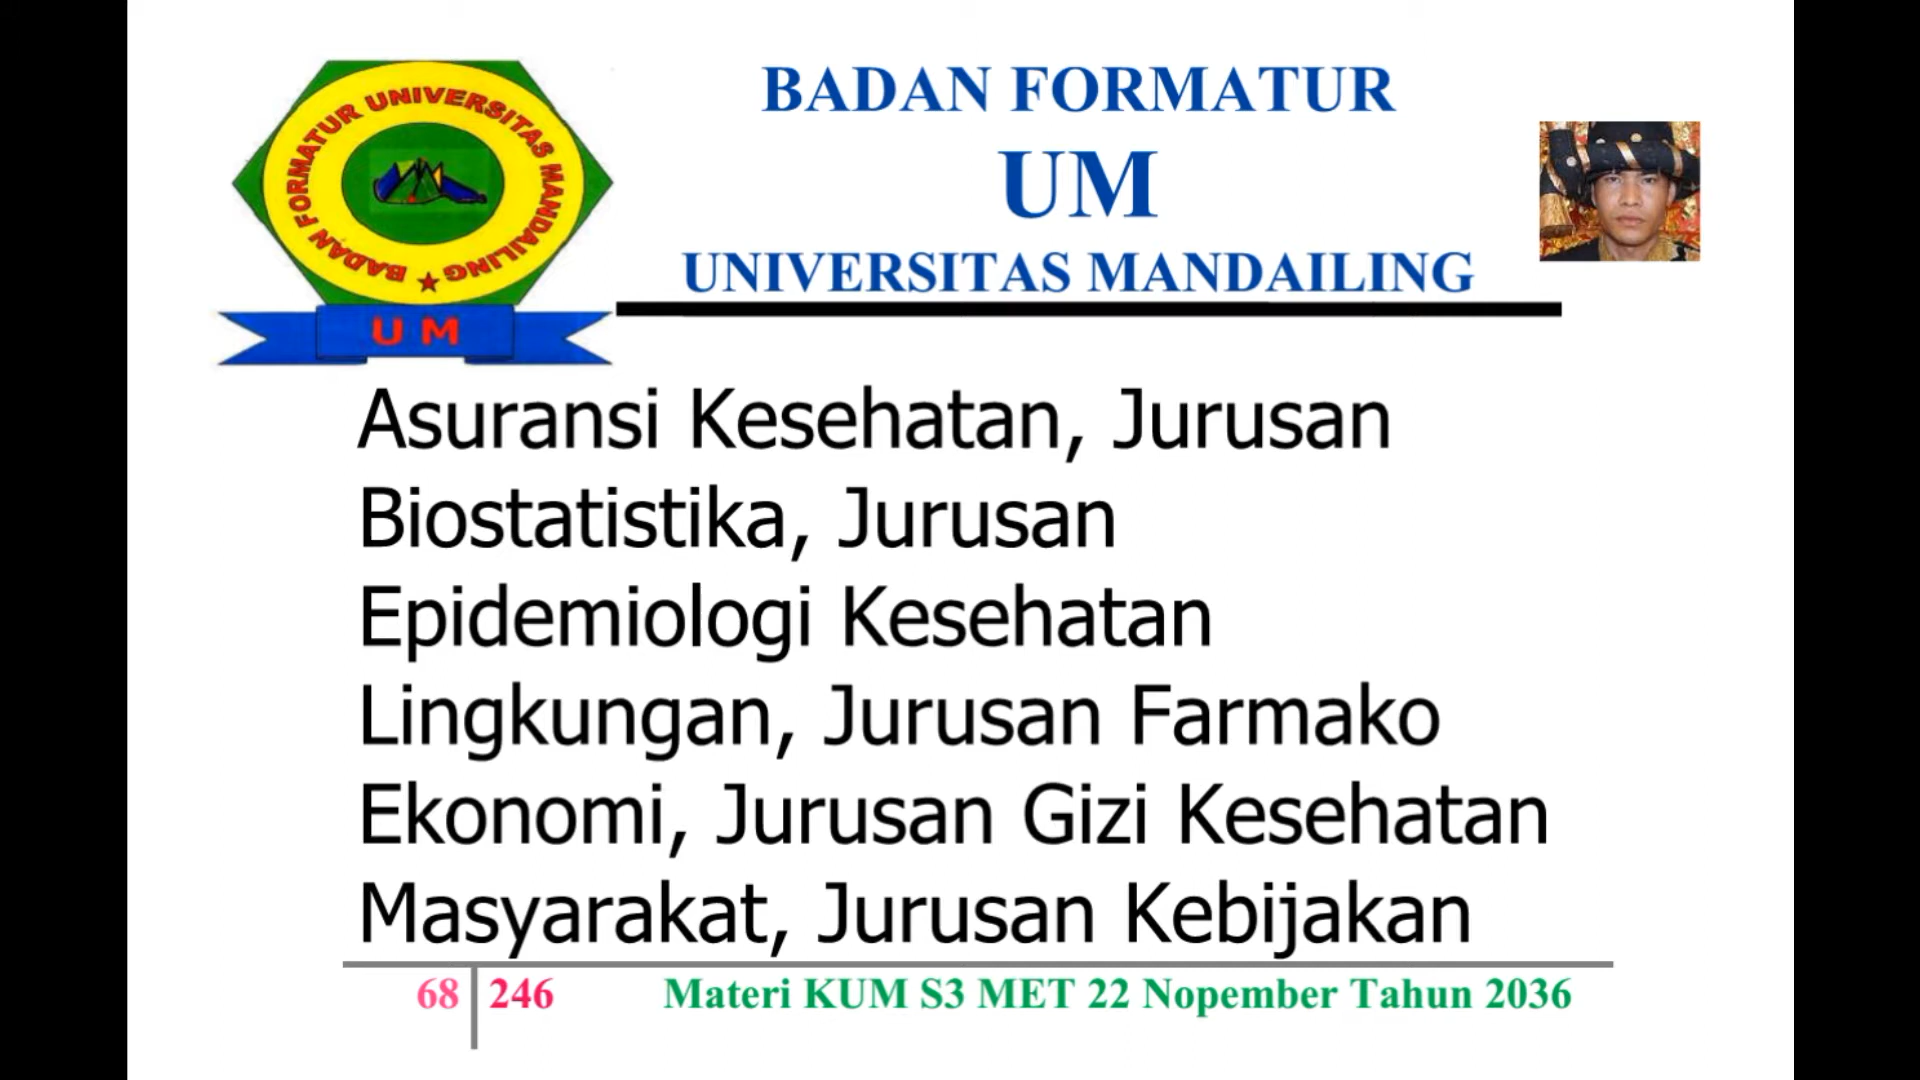 BADAN FORMATUR UNIVERSITAS MANDAILING
U M
BADAN FORMATUR
UM
UNIVERSITAS MANDAILING
Asuransi Kesehatan, Jurusan
Biostatistika, Jurusan
Epidemiologi Kesehatan
Lingkungan, Jurusan Farmako
Ekonomi, Jurusan Gizi Kesehatan
Masyarakat, Jurusan Kebijakan
68 246 Materi KUM S3 MET 22 Nopember Tahun 2036